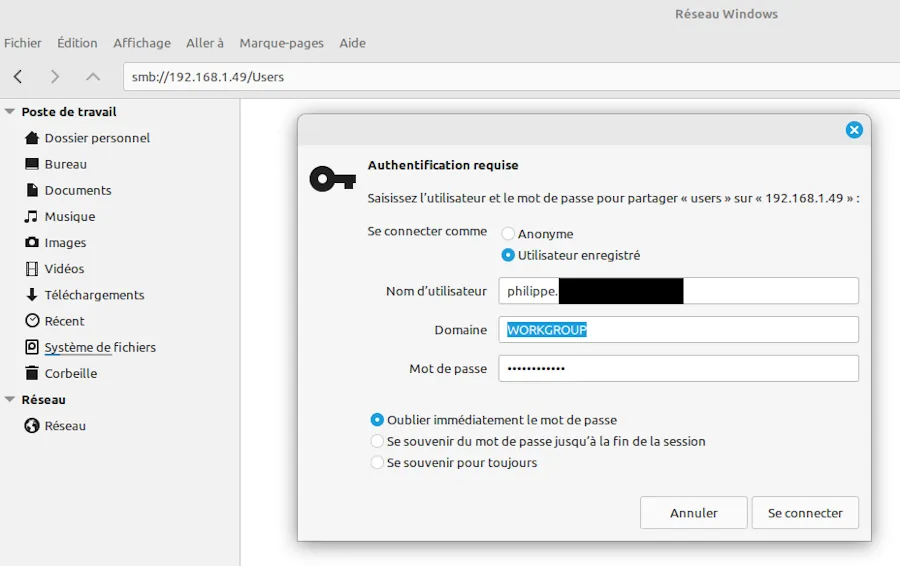 Réseau Windows
Fichier Édition Affichage Aller à Marque-pages Aide
smb://192.168.1.49/Users
Poste de travail
Dossier personnel
Bureau
Documents
Musique
Images
Vidéos
Téléchargements
Récent
Système de fichiers
Corbeille
Réseau
Réseau
Authentification requise
Saisissez l'utilisateur et le mot de passe pour partager « users » sur « 192.168.1.49 » :
Se connecter comme
Anonyme
Utilisateur enregistré
Nom d'utilisateur philippe.
Domaine WORKGROUP
Mot de passe ••••••••••••
Oublier immédiatement le mot de passe
Se souvenir du mot de passe jusqu'à la fin de la session
Se souvenir pour toujours
Annuler Se connecter